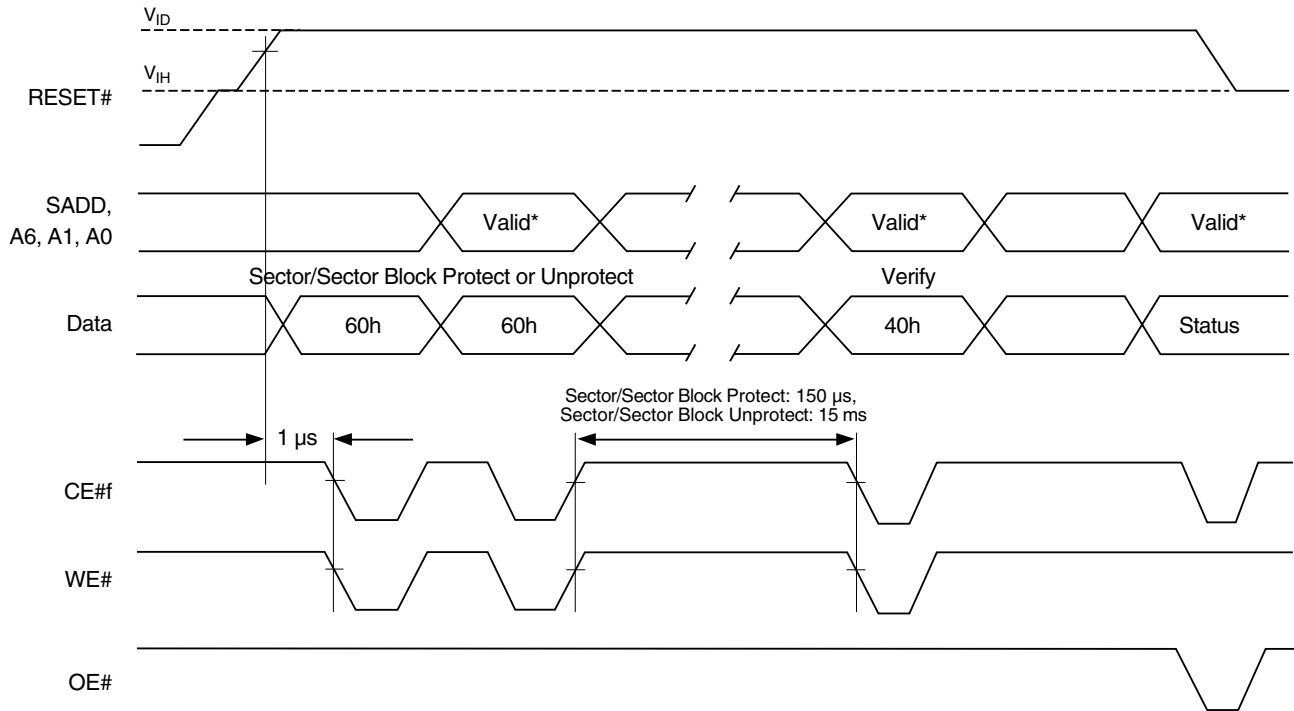 VID
VIH
RESET#
SADD,
A6, A1, A0
Valid*
Valid*
Valid*
Sector/Sector Block Protect or Unprotect
Verify
Data
60h
60h
40h
Status
Sector/Sector Block Protect: 150 µs,
Sector/Sector Block Unprotect: 15 ms
1 µs
CE#f
WE#
OE#